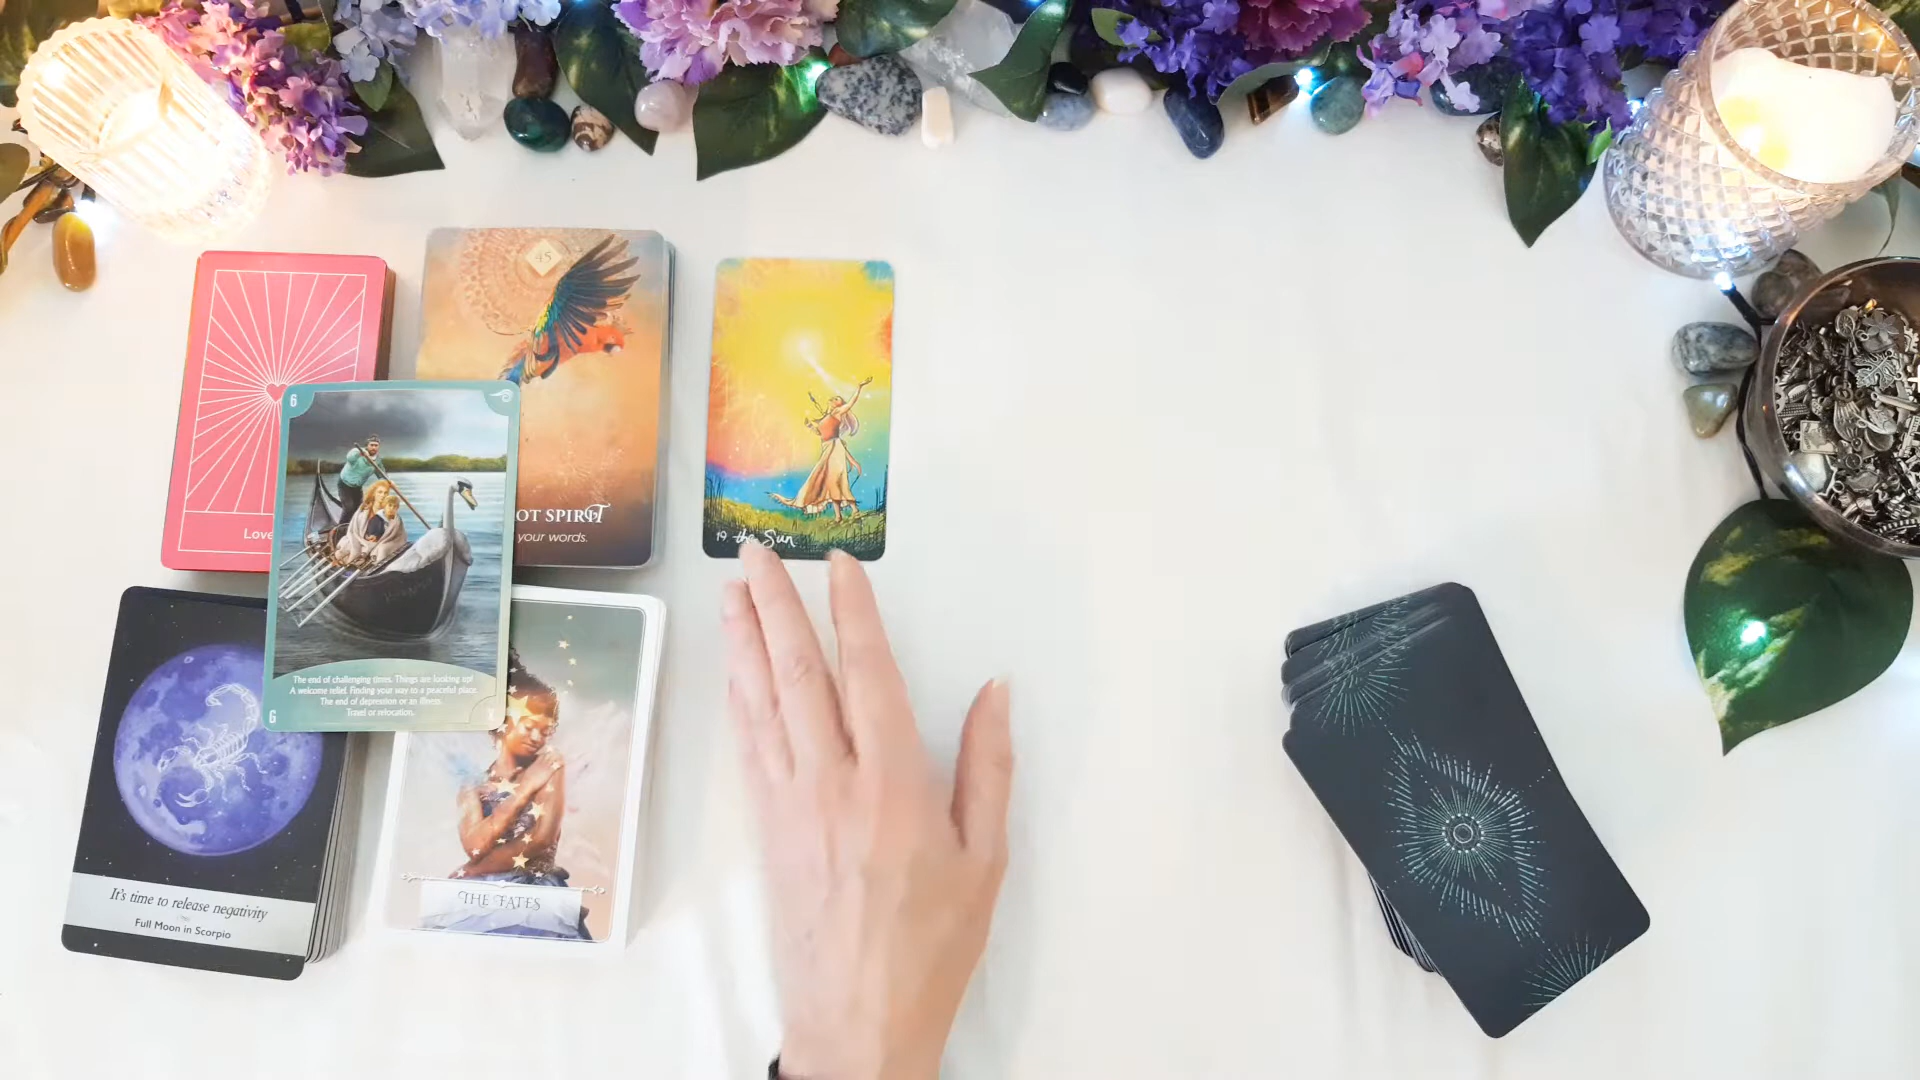 Love
45
OT SPIRIT
your words.
19 the Sun
6
The end of challenging times. Things are looking up!
A welcome relief. Finding your way to a peaceful place.
The end of depression or an illness.
Travel or relocation.
It's time to release negativity
Full Moon in Scorpio
THE FATES